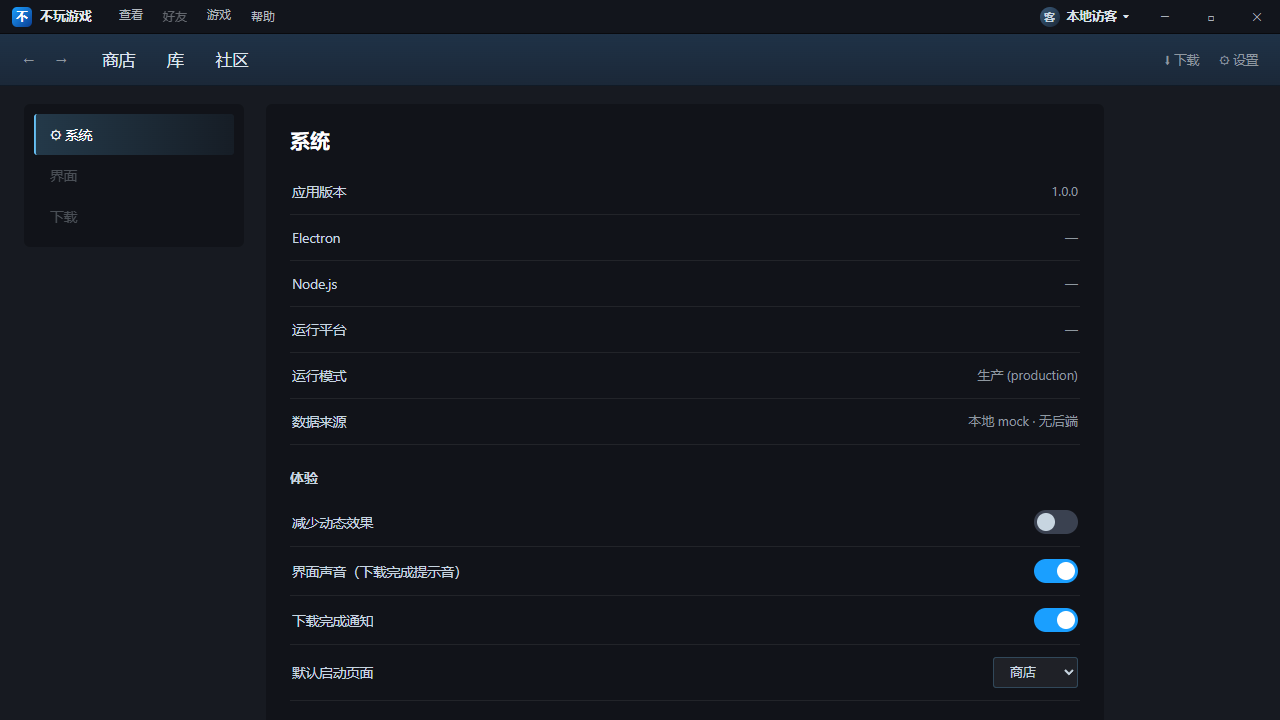 不 不玩游戏 查看 好友 游戏 帮助 客 本地访客
← → 商店 库 社区 下载 设置
系统
界面
下载
系统
应用版本 1.0.0
Electron —
Node.js —
运行平台 —
运行模式 生产 (production)
数据来源 本地 mock · 无后端
体验
减少动态效果
界面声音（下载完成提示音）
下载完成通知
默认启动页面 商店